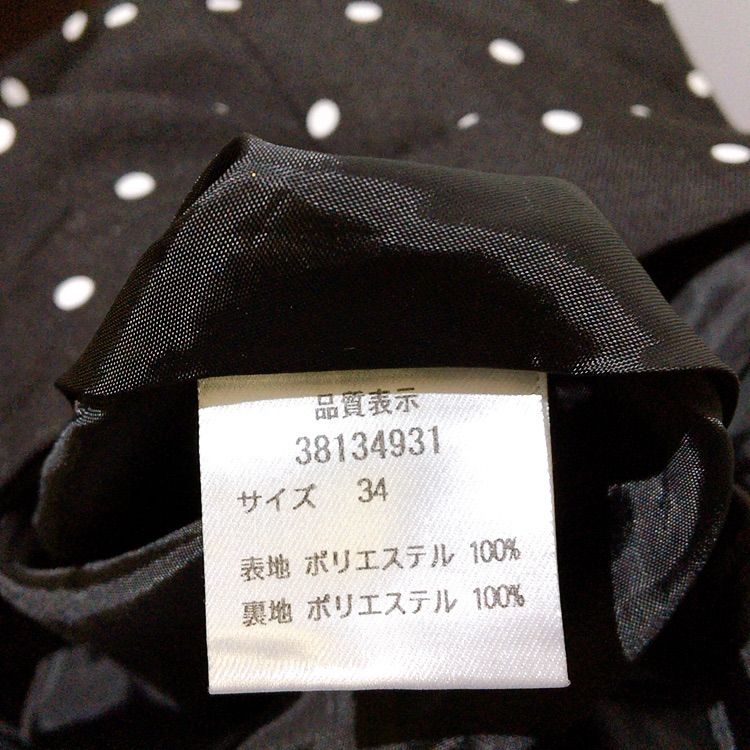 品質表示
38134931
サイズ 34
表地 ポリエステル 100%
裏地 ポリエステル 100%